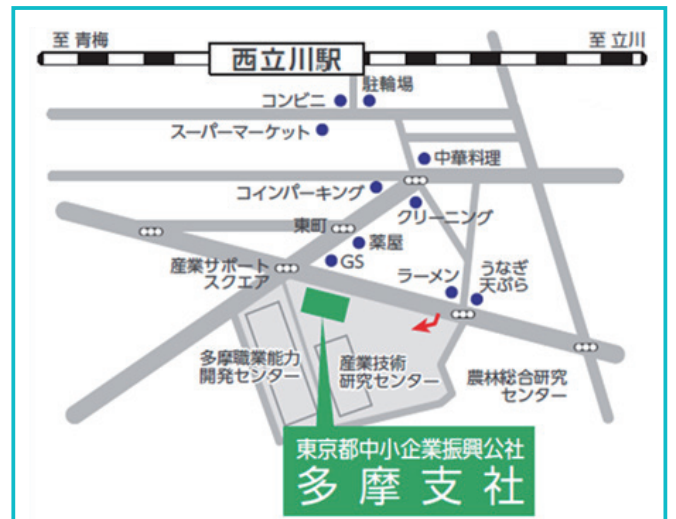 至 青梅
至 立川
西立川駅
駐輪場
コンビニ
スーパーマーケット
中華料理
コインパーキング
クリーニング
東町
薬屋
GS
産業サポート
スクエア
ラーメン
うなぎ
天ぷら
多摩職業能力
開発センター
産業技術
研究センター
農林総合研究
センター
東京都中小企業振興公社
多摩支社